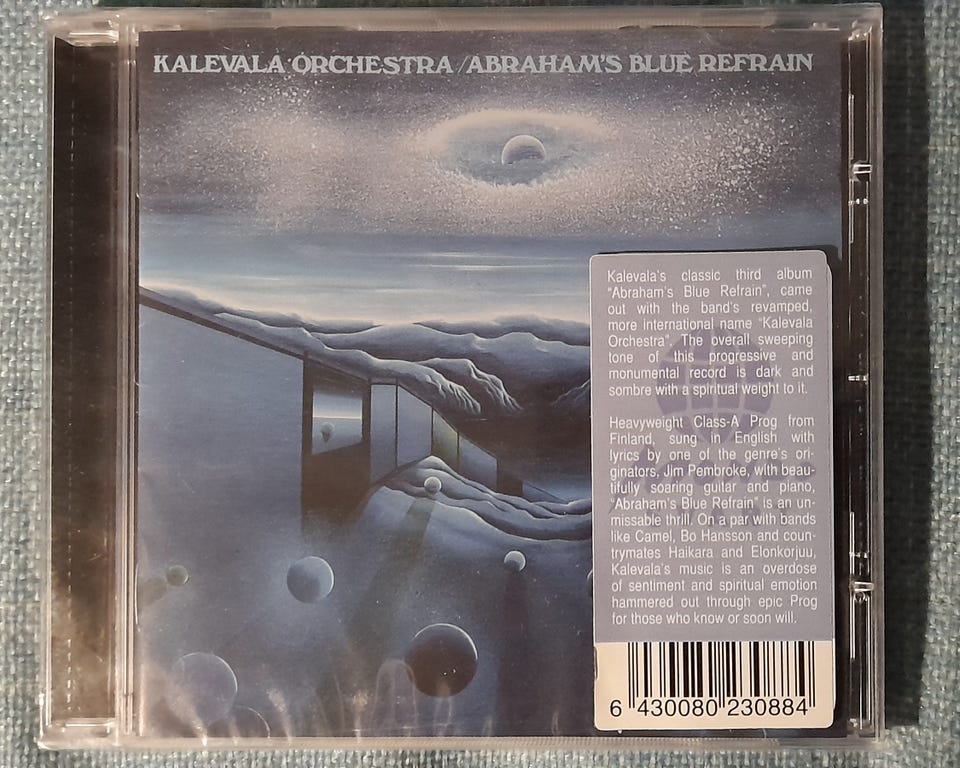 KALEVALA ORCHESTRA/ABRAHAM'S BLUE REFRAIN
Kalevala's classic third album
"Abraham's Blue Refrain", came
out with the band's revamped,
more international name "Kalevala
Orchestra". The overall sweeping
tone of this progressive and
monumental record is dark and
sombre with a spiritual weight to it.
Heavyweight Class-A Prog from
Finland, sung in English with
lyrics by one of the genre's ori-
ginators, Jim Pembroke, with beau-
tifully soaring guitar and piano,
"Abraham's Blue Refrain" is an un-
missable thrill. On a par with bands
like Camel, Bo Hansson and coun-
trymates Haikara and Elonkorjuu,
Kalevala's music is an overdose
of sentiment and spiritual emotion
hammered out through epic Prog
for those who know or soon will.
6 430080 230884